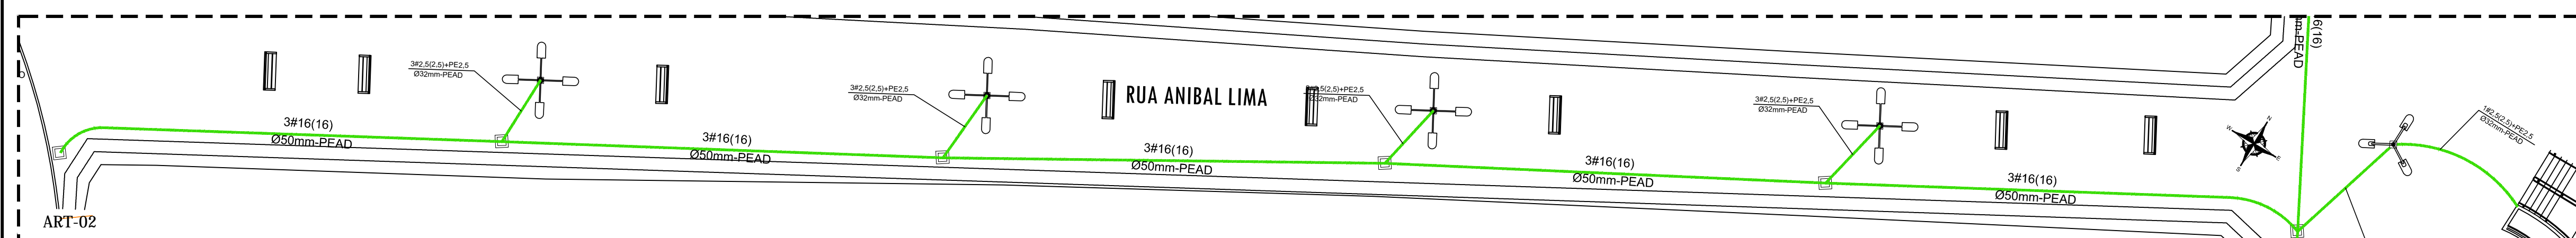 3#2,5(2,5)+PE2,5
Ø32mm-PEAD
3#16(16)
Ø50mm-PEAD
3#16(16)
Ø50mm-PEAD
3#2,5(2,5)+PE2,5
Ø32mm-PEAD
RUA ANIBAL LIMA
3#2,5(2,5)+PE2,5
Ø32mm-PEAD
3#16(16)
Ø50mm-PEAD
3#16(16)
Ø50mm-PEAD
3#2,5(2,5)+PE2,5
Ø32mm-PEAD
3#16(16)
Ø50mm-PEAD
6(16)
m-PEAD
N
W
E
S
1#2,5(2,5)+PE2,5
Ø32mm-PEAD
ART-02